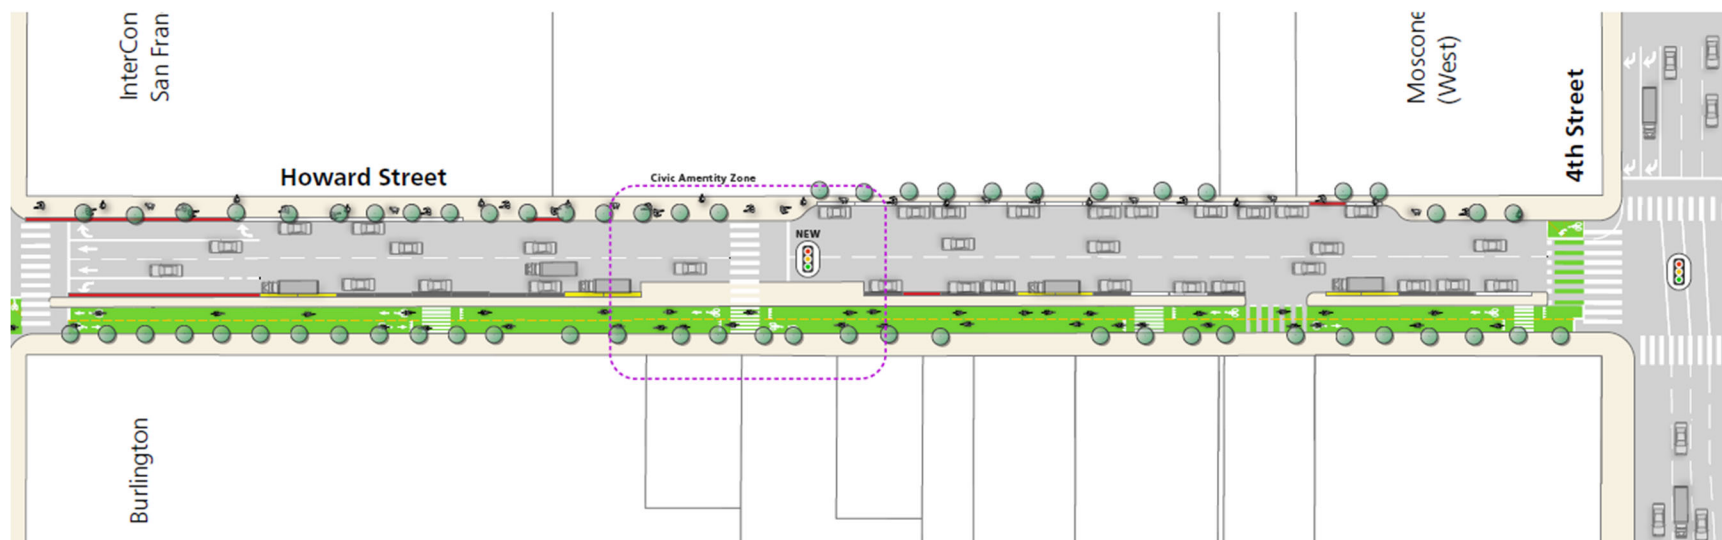 InterCon
San Fran
Moscone
(West)
4th Street
Howard Street
Civic Amentity Zone
NEW
Burlington